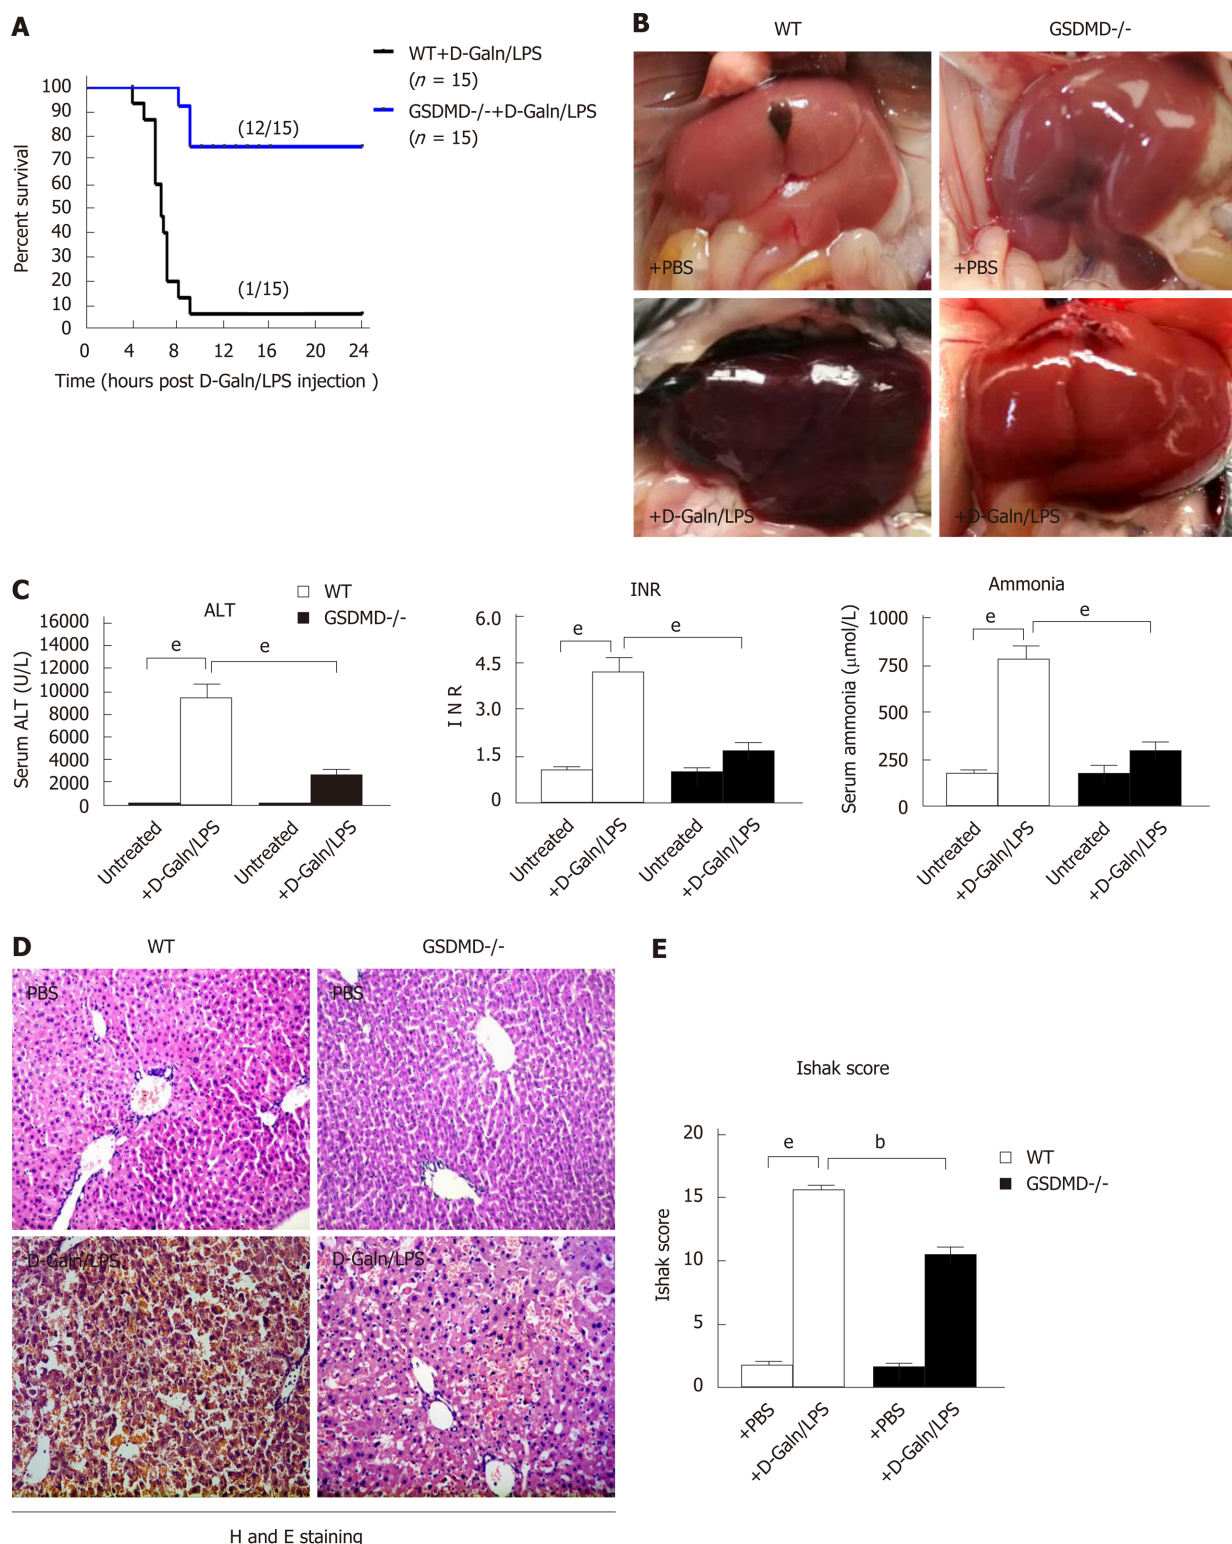 A
WT+D-Galn/LPS
(n = 15)
GSDMD-/-+D-Galn/LPS
(n = 15)
100
90
80
70
60
50
40
30
20
10
0
Percent survival
(12/15)
(1/15)
0 4 8 12 16 20 24
Time (hours post D-Galn/LPS injection )
B
WT GSDMD-/-
+PBS +PBS
+D-Galn/LPS +D-Galn/LPS
C
WT
GSDMD-/-
ALT
16000
14000
12000
10000
8000
6000
4000
2000
0
Serum ALT (U/L)
e e
Untreated +D-Galn/LPS Untreated +D-Galn/LPS
INR
6.0
4.5
3.0
1.5
0
I N R
e e
Untreated +D-Galn/LPS Untreated +D-Galn/LPS
Ammonia
1000
750
500
250
0
Serum ammonia (μmol/L)
e e
Untreated +D-Galn/LPS Untreated +D-Galn/LPS
D
WT GSDMD-/-
PBS PBS
D-Galn/LPS D-Galn/LPS
H and E staining
E
Ishak score
20
15
10
5
0
Ishak score
e b
WT
GSDMD-/-
+PBS +D-Galn/LPS +PBS +D-Galn/LPS